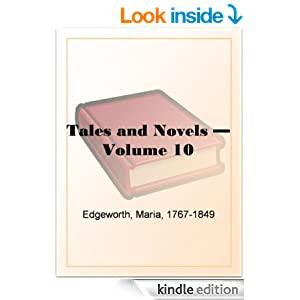 Look inside
Tales and Novels —
Volume 10
Edgeworth, Maria, 1767-1849
kindle edition